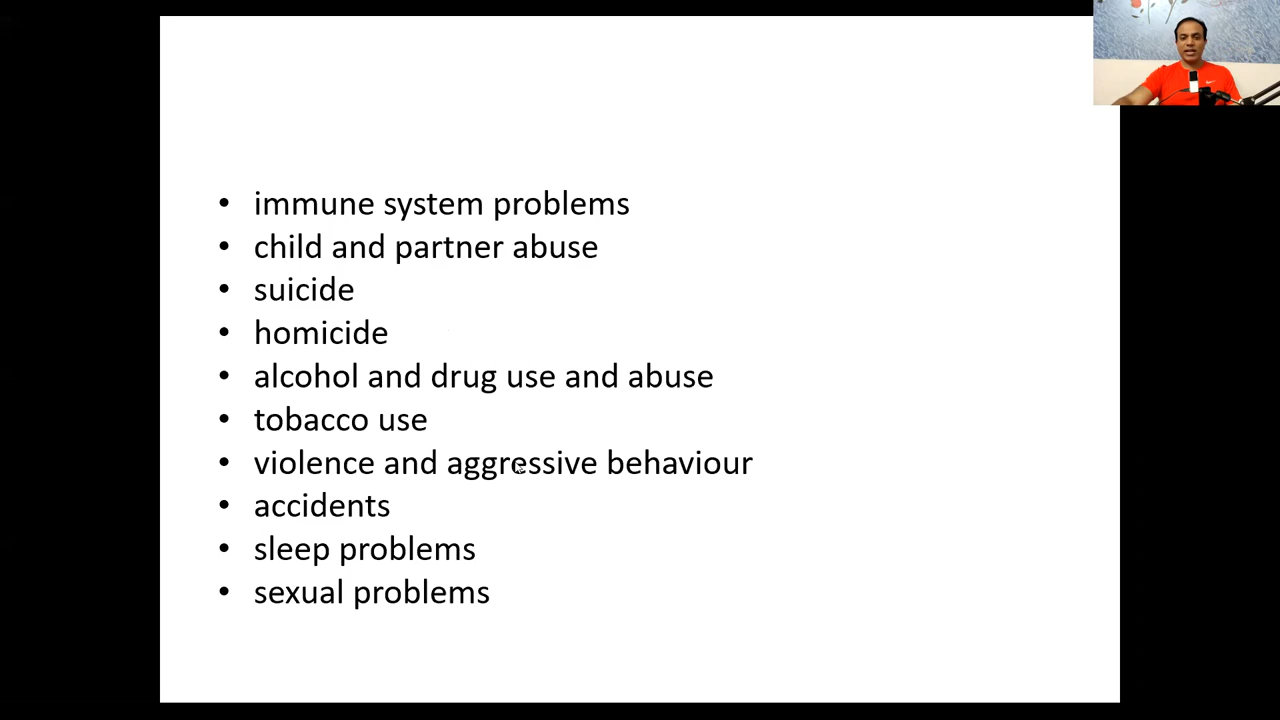 • immune system problems
• child and partner abuse
• suicide
• homicide
• alcohol and drug use and abuse
• tobacco use
• violence and aggressive behaviour
• accidents
• sleep problems
• sexual problems